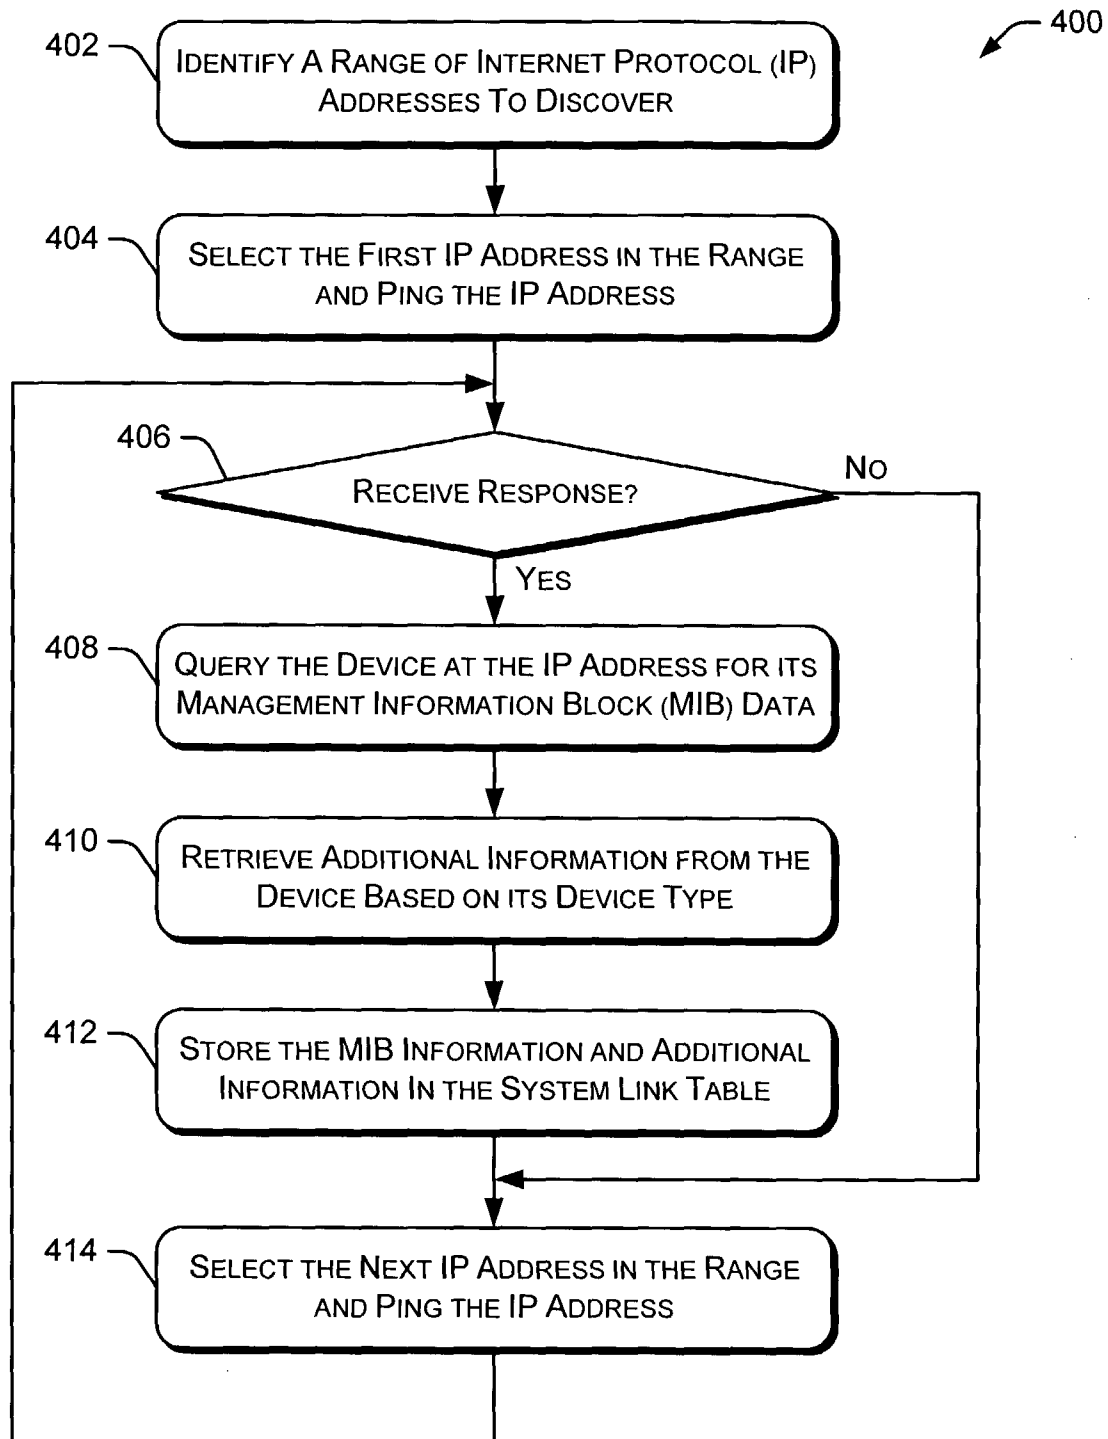 400
402
IDENTIFY A RANGE OF INTERNET PROTOCOL (IP)
ADDRESSES TO DISCOVER
404
SELECT THE FIRST IP ADDRESS IN THE RANGE
AND PING THE IP ADDRESS
406
RECEIVE RESPONSE?
NO
YES
408
QUERY THE DEVICE AT THE IP ADDRESS FOR ITS
MANAGEMENT INFORMATION BLOCK (MIB) DATA
410
RETRIEVE ADDITIONAL INFORMATION FROM THE
DEVICE BASED ON ITS DEVICE TYPE
412
STORE THE MIB INFORMATION AND ADDITIONAL
INFORMATION IN THE SYSTEM LINK TABLE
414
SELECT THE NEXT IP ADDRESS IN THE RANGE
AND PING THE IP ADDRESS